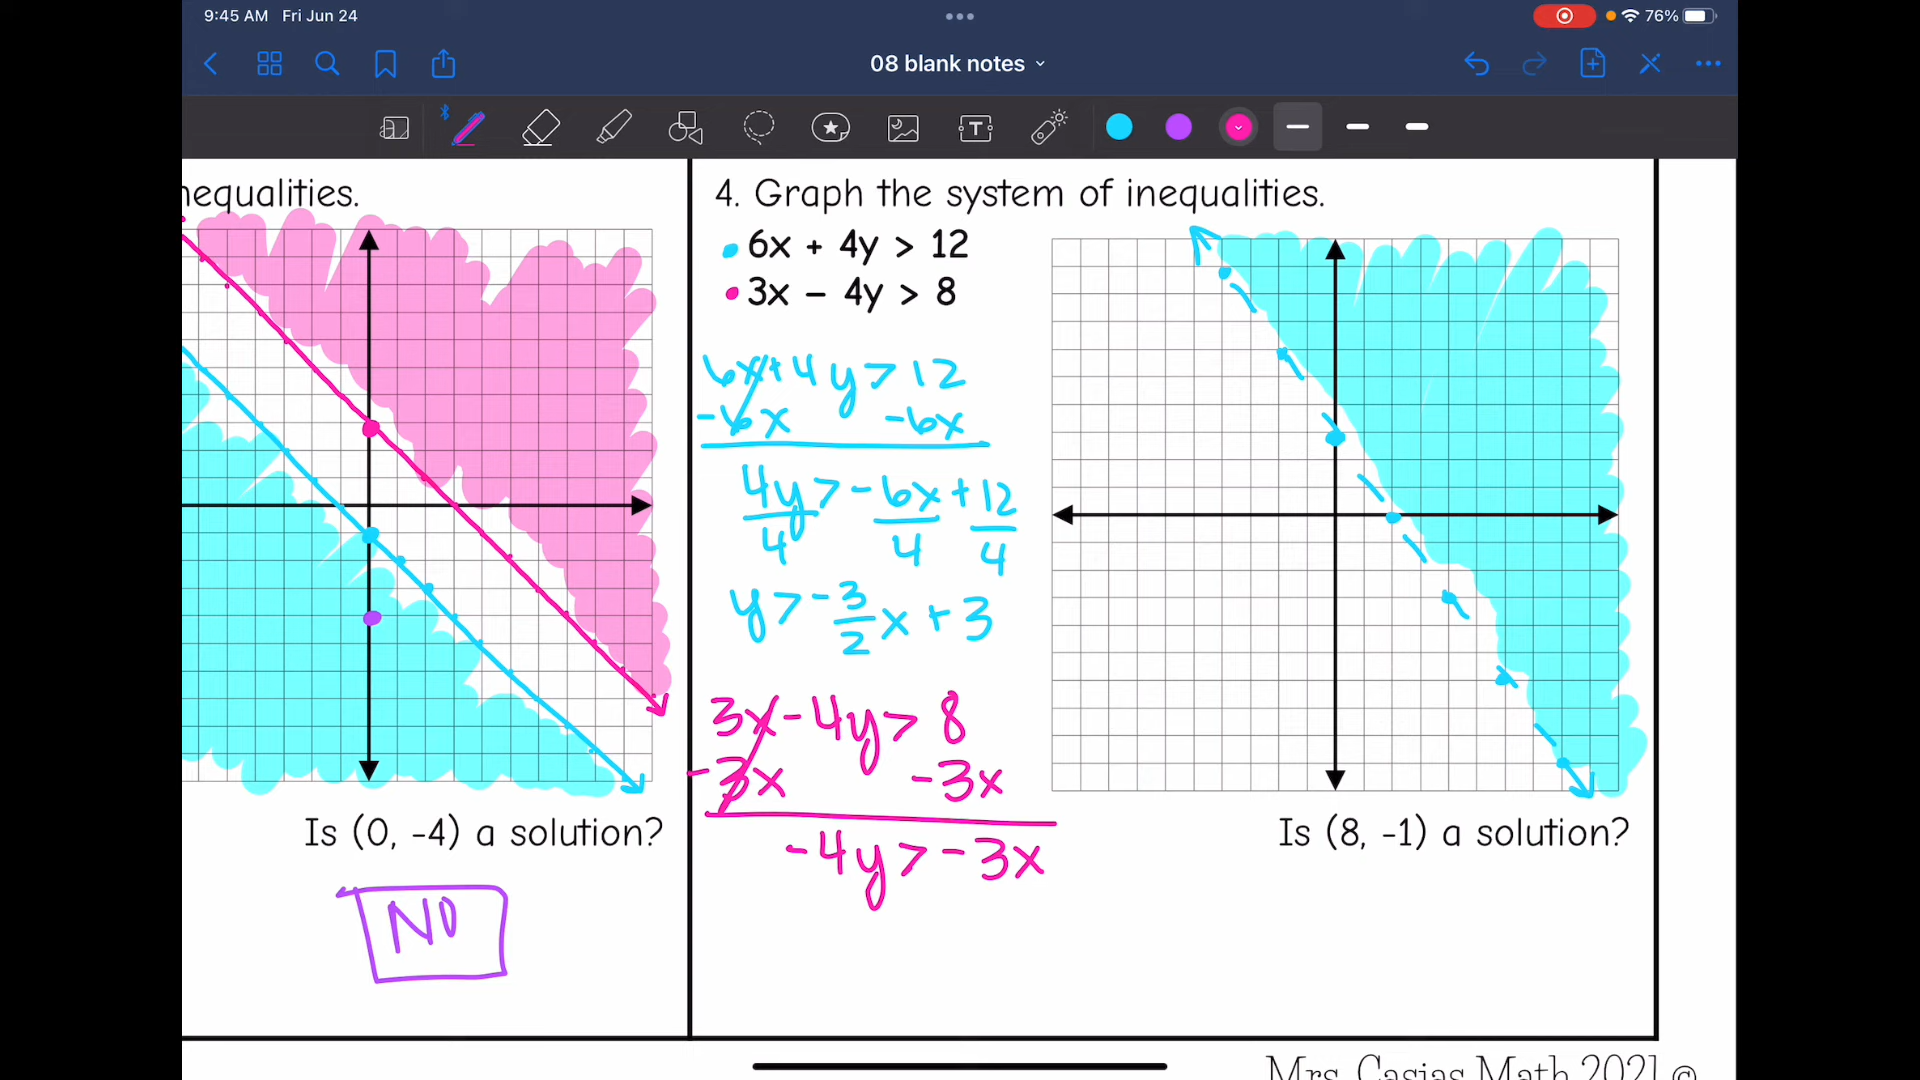 9:45 AM Fri Jun 24
76%
08 blank notes
nequalities.
Is (0, -4) a solution?
NO
4. Graph the system of inequalities.
6x + 4y > 12
3x − 4y > 8
6x+4y>12
-6x -6x
4y>-6x+12
4 4 4
y>-3/2x+3
3x-4y>8
-3x -3x
-4y>-3x
Is (8, -1) a solution?
Mrs. Casias Math 2021 ©